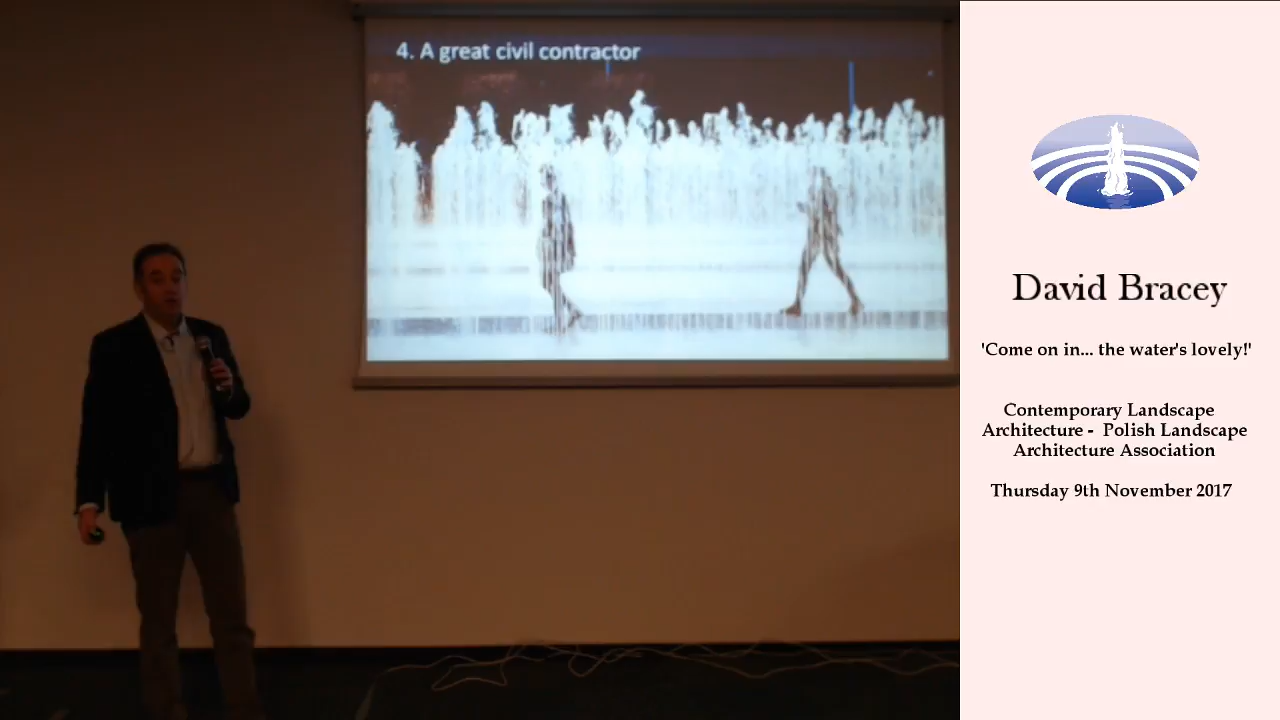 4. A great civil contractor
David Bracey
'Come on in... the water's lovely!'
Contemporary Landscape
Architecture - Polish Landscape
Architecture Association
Thursday 9th November 2017